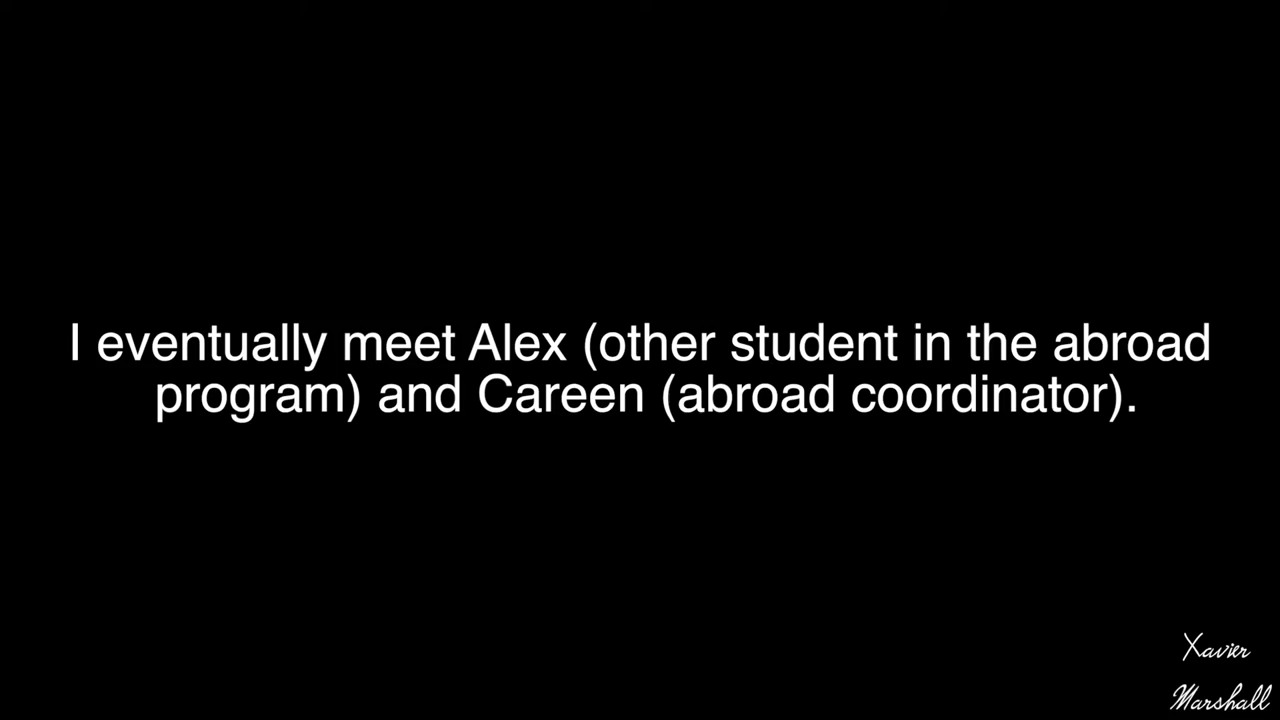 I eventually meet Alex (other student in the abroad
program) and Careen (abroad coordinator).
Xavier
Marshall